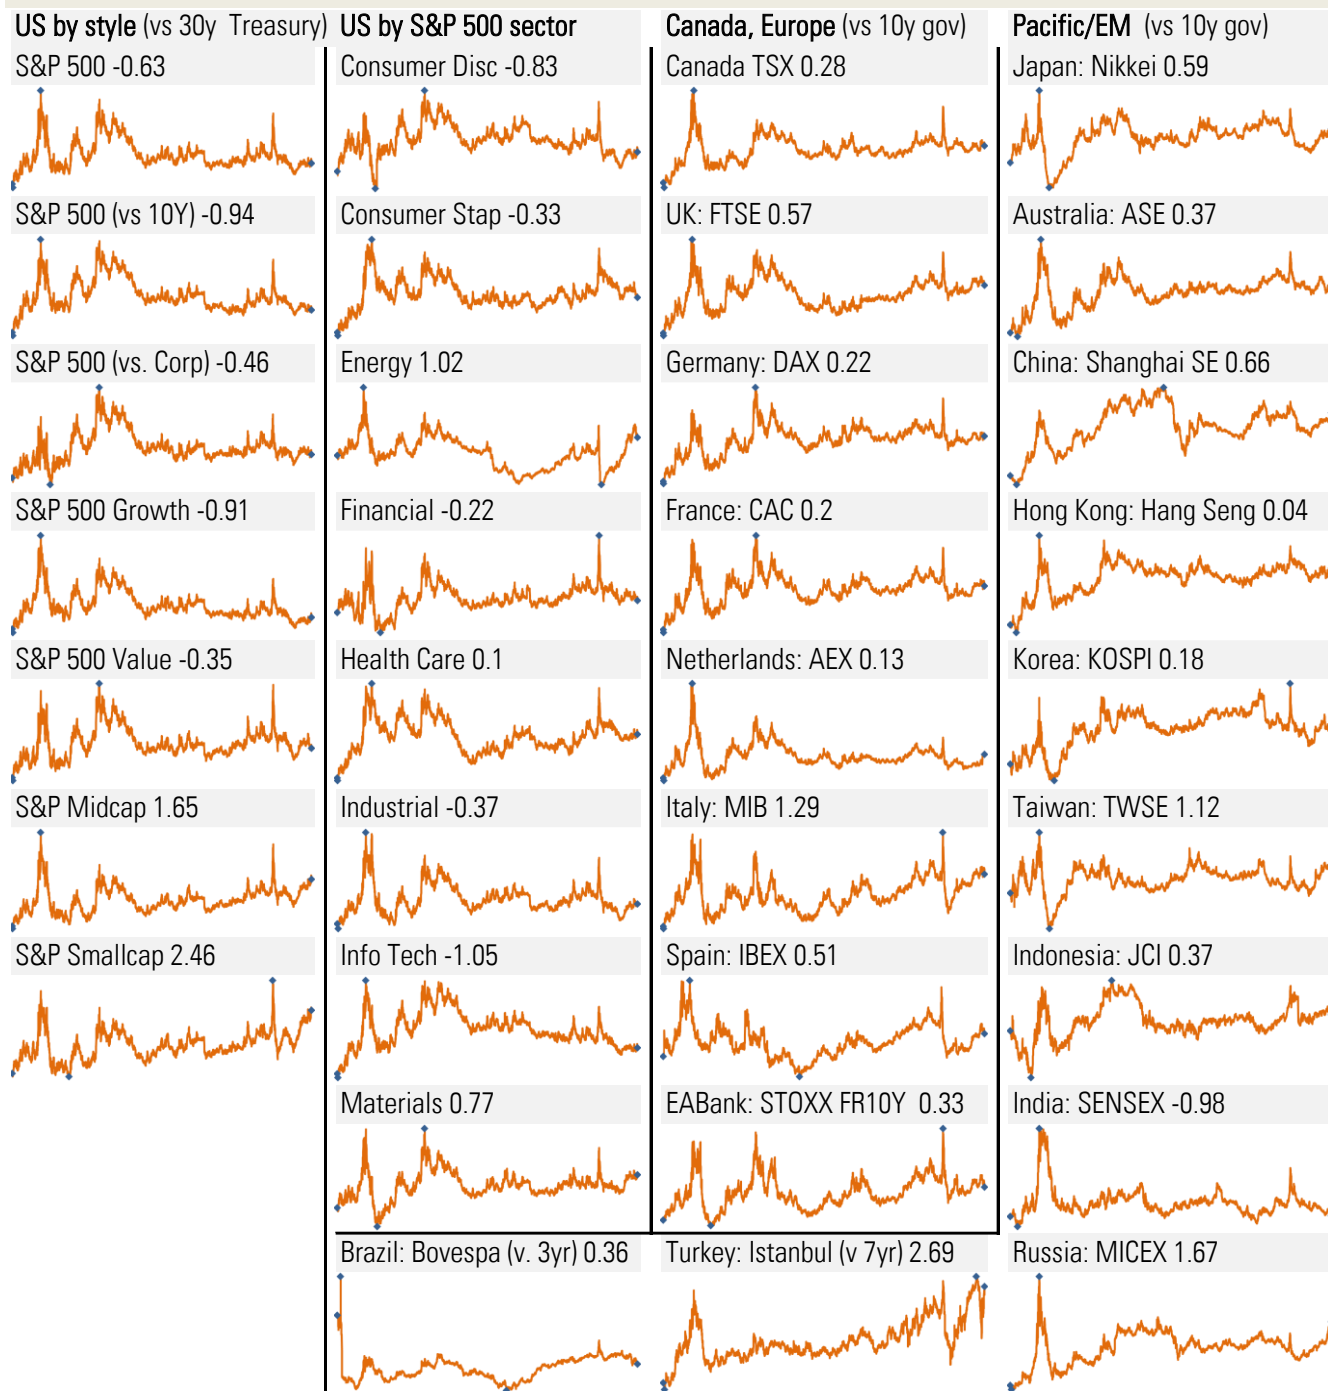 US by style (vs 30y Treasury)
S&P 500 -0.63
S&P 500 (vs 10Y) -0.94
S&P 500 (vs. Corp) -0.46
S&P 500 Growth -0.91
S&P 500 Value -0.35
S&P Midcap 1.65
S&P Smallcap 2.46
US by S&P 500 sector
Consumer Disc -0.83
Consumer Stap -0.33
Energy 1.02
Financial -0.22
Health Care 0.1
Industrial -0.37
Info Tech -1.05
Materials 0.77
Brazil: Bovespa (v. 3yr) 0.36
Canada, Europe (vs 10y gov)
Canada TSX 0.28
UK: FTSE 0.57
Germany: DAX 0.22
France: CAC 0.2
Netherlands: AEX 0.13
Italy: MIB 1.29
Spain: IBEX 0.51
EABank: STOXX FR10Y 0.33
Turkey: Istanbul (v 7yr) 2.69
Pacific/EM (vs 10y gov)
Japan: Nikkei 0.59
Australia: ASE 0.37
China: Shanghai SE 0.66
Hong Kong: Hang Seng 0.04
Korea: KOSPI 0.18
Taiwan: TWSE 1.12
Indonesia: JCI 0.37
India: SENSEX -0.98
Russia: MICEX 1.67